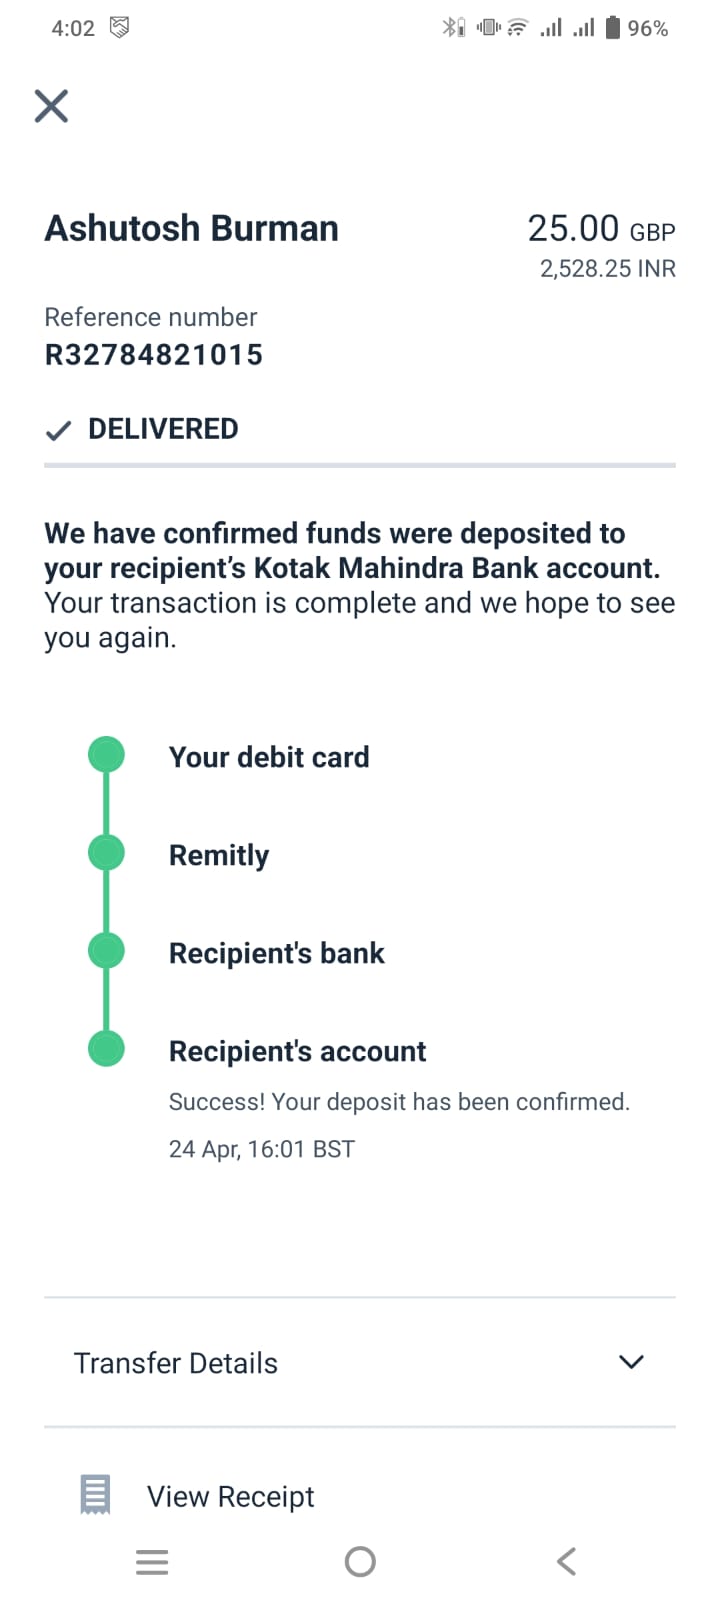 4:02
96%
Ashutosh Burman
25.00 GBP
2,528.25 INR
Reference number
R32784821015
DELIVERED
We have confirmed funds were deposited to
your recipient's Kotak Mahindra Bank account.
Your transaction is complete and we hope to see
you again.
Your debit card
Remitly
Recipient's bank
Recipient's account
Success! Your deposit has been confirmed.
24 Apr, 16:01 BST
Transfer Details
View Receipt